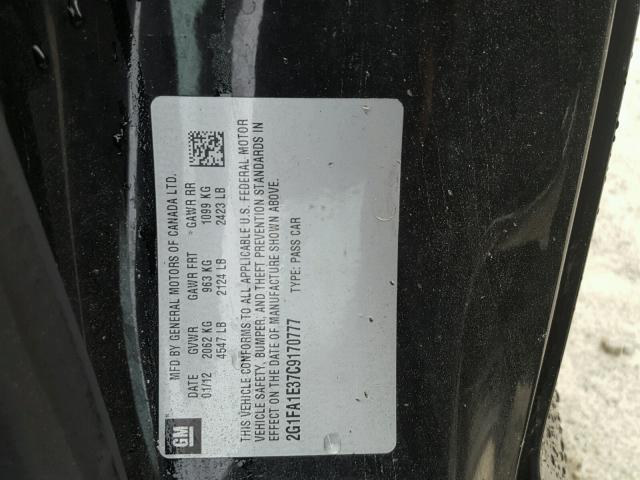 GM
MFD BY GENERAL MOTORS OF CANADA LTD.
DATE GVWR GAWR FRT GAWR RR
01/12 2062 KG 963 KG 1099 KG
4547 LB 2124 LB 2423 LB
THIS VEHICLE CONFORMS TO ALL APPLICABLE U.S. FEDERAL MOTOR
VEHICLE SAFETY, BUMPER, AND THEFT PREVENTION STANDARDS IN
EFFECT ON THE DATE OF MANUFACTURE SHOWN ABOVE.
2G1FA1E37C9170777 TYPE: PASS CAR